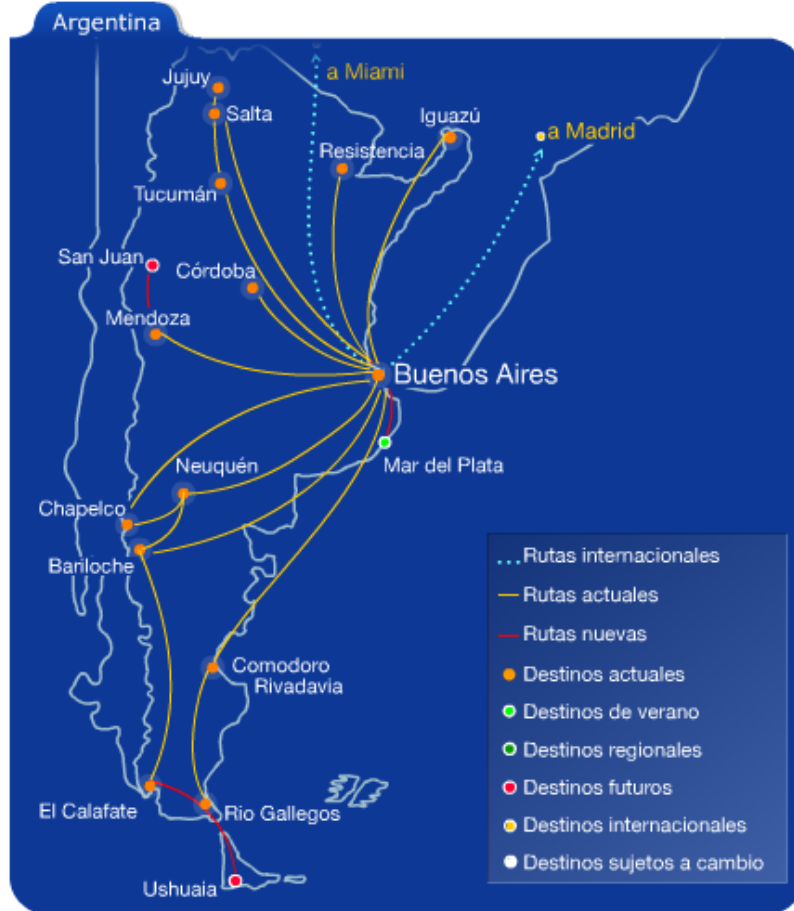 Argentina
a Miami
Jujuy
Salta
Iguazú
a Madrid
Resistencia
Tucumán
San Juan
Córdoba
Mendoza
Buenos Aires
Mar del Plata
Neuquén
Chapelco
Bariloche
Comodoro
Rivadavia
El Calafate
Rio Gallegos
Ushuaia
Rutas internacionales
Rutas actuales
Rutas nuevas
Destinos actuales
Destinos de verano
Destinos regionales
Destinos futuros
Destinos internacionales
Destinos sujetos a cambio